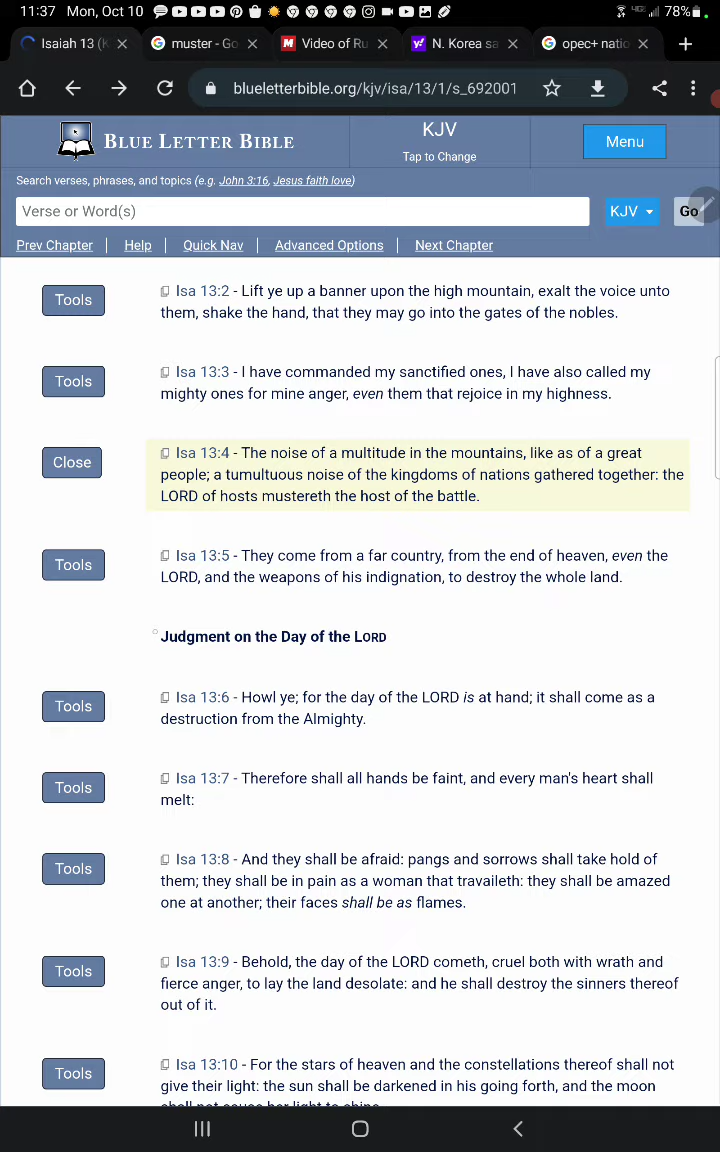 11:37 Mon, Oct 10 78%
Isaiah 13 (K
muster - Go
Video of Ru
N. Korea sa
opec+ natio
blueletterbible.org/kjv/isa/13/1/s_692001
BLUE LETTER BIBLE
KJV
Tap to Change
Menu
Search verses, phrases, and topics (e.g. John 3:16, Jesus faith love)
Verse or Word(s)
KJV
Go
Prev Chapter | Help | Quick Nav | Advanced Options | Next Chapter
Tools
Isa 13:2 - Lift ye up a banner upon the high mountain, exalt the voice unto
them, shake the hand, that they may go into the gates of the nobles.
Tools
Isa 13:3 - I have commanded my sanctified ones, I have also called my
mighty ones for mine anger, even them that rejoice in my highness.
Close
Isa 13:4 - The noise of a multitude in the mountains, like as of a great
people; a tumultuous noise of the kingdoms of nations gathered together: the
LORD of hosts mustereth the host of the battle.
Tools
Isa 13:5 - They come from a far country, from the end of heaven, even the
LORD, and the weapons of his indignation, to destroy the whole land.
Judgment on the Day of the LORD
Tools
Isa 13:6 - Howl ye; for the day of the LORD is at hand; it shall come as a
destruction from the Almighty.
Tools
Isa 13:7 - Therefore shall all hands be faint, and every man's heart shall
melt:
Tools
Isa 13:8 - And they shall be afraid: pangs and sorrows shall take hold of
them; they shall be in pain as a woman that travaileth: they shall be amazed
one at another; their faces shall be as flames.
Tools
Isa 13:9 - Behold, the day of the LORD cometh, cruel both with wrath and
fierce anger, to lay the land desolate: and he shall destroy the sinners thereof
out of it.
Tools
Isa 13:10 - For the stars of heaven and the constellations thereof shall not
give their light: the sun shall be darkened in his going forth, and the moon
shall not cause her light to shine.